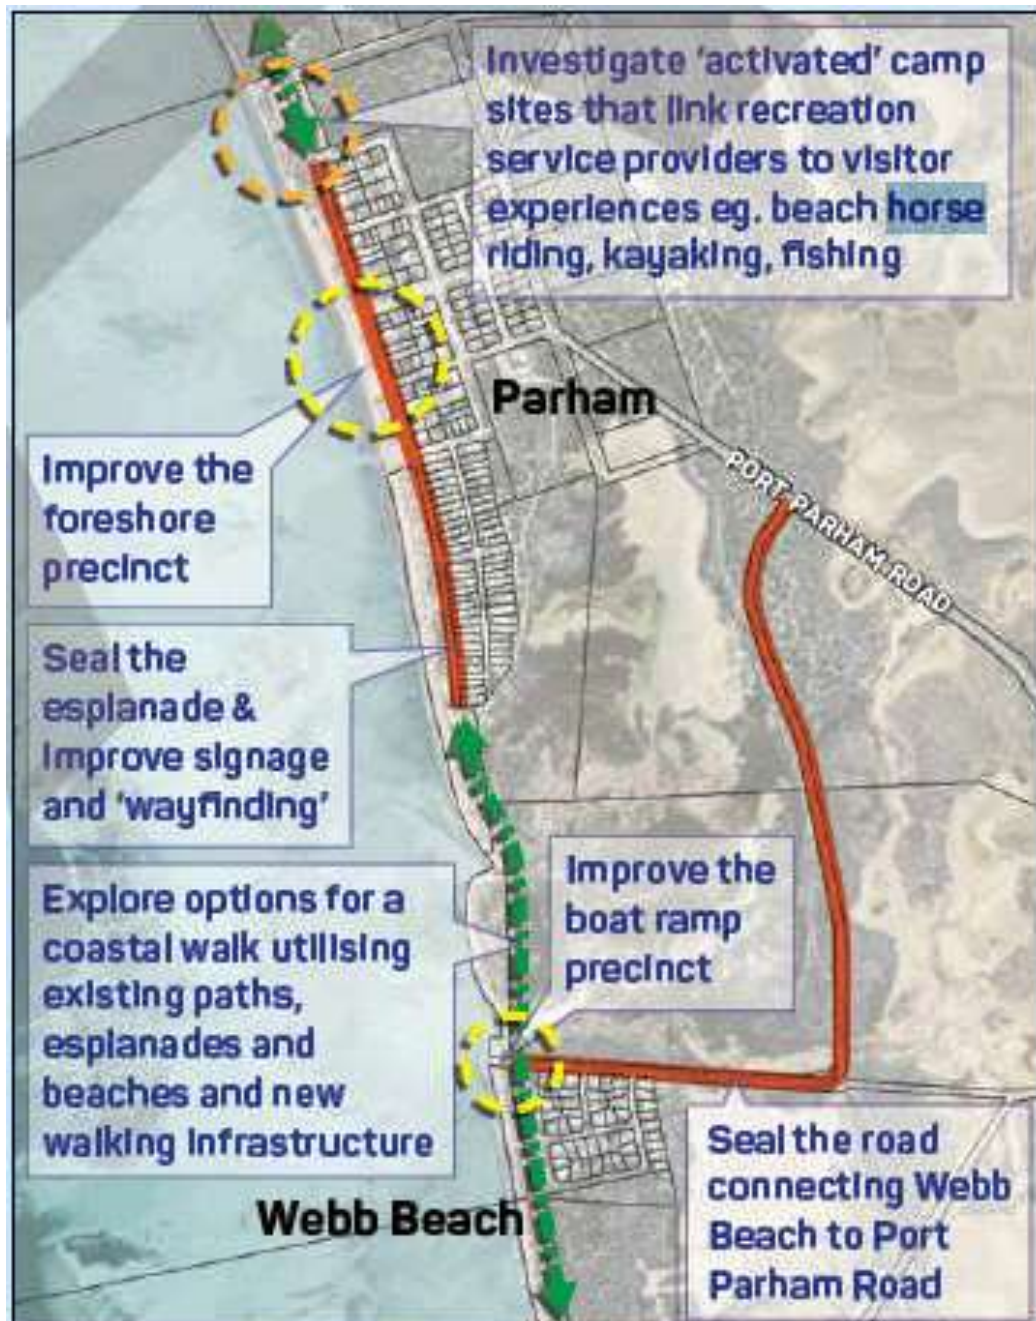 Investigate 'activated' camp
sites that link recreation
service providers to visitor
experiences eg. beach horse
riding, kayaking, fishing
Parham
PORT PARHAM ROAD
Improve the
foreshore
precinct
Seal the
esplanade &
improve signage
and 'wayfinding'
Explore options for a
coastal walk utilising
existing paths,
esplanades and
beaches and new
walking infrastructure
Improve the
boat ramp
precinct
Webb Beach
Seal the road
connecting Webb
Beach to Port
Parham Road